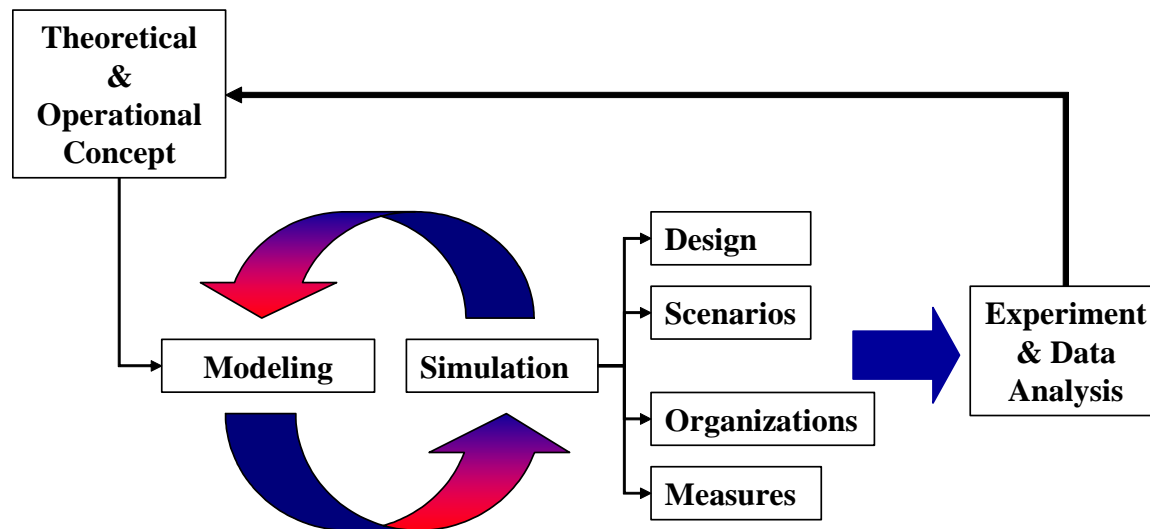 Theoretical
&
Operational
Concept
Design
Scenarios
Modeling
Simulation
Organizations
Measures
Experiment
& Data
Analysis